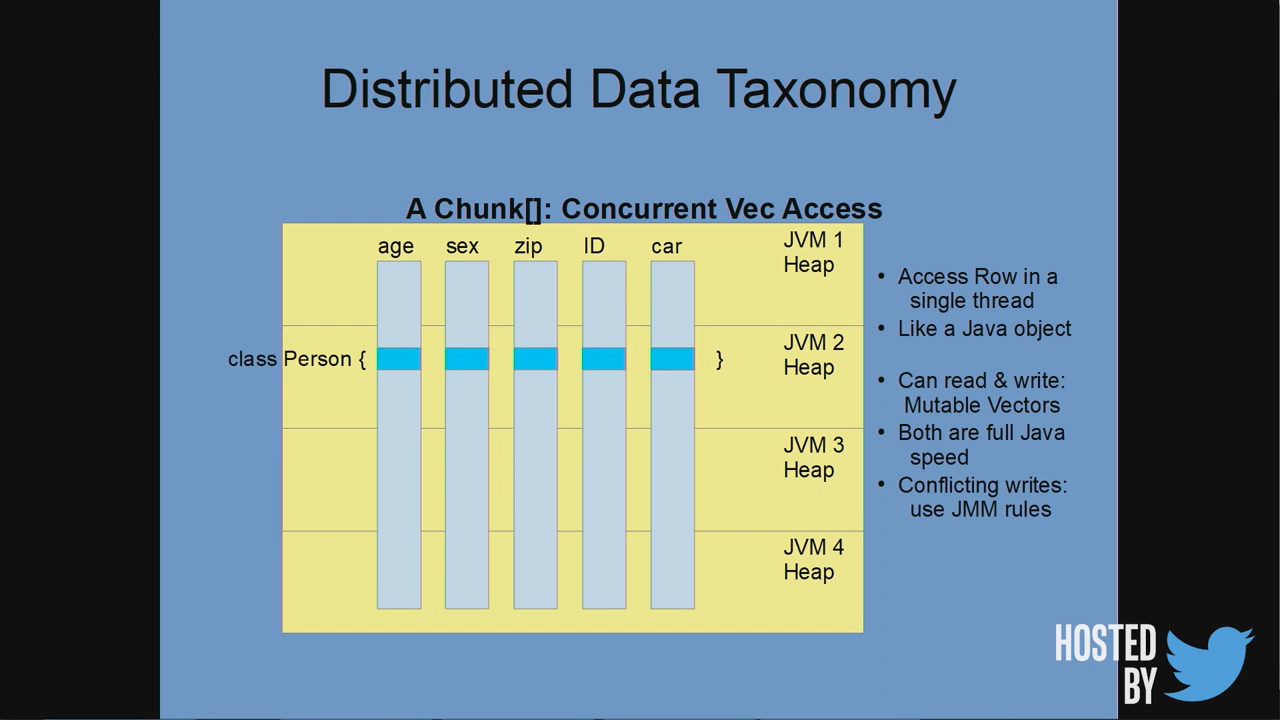 Distributed Data Taxonomy
A Chunk[]: Concurrent Vec Access
age sex zip ID car
JVM 1
Heap
class Person { }
JVM 2
Heap
JVM 3
Heap
JVM 4
Heap
• Access Row in a
single thread
• Like a Java object
• Can read & write:
Mutable Vectors
• Both are full Java
speed
• Conflicting writes:
use JMM rules
HOSTED
BY